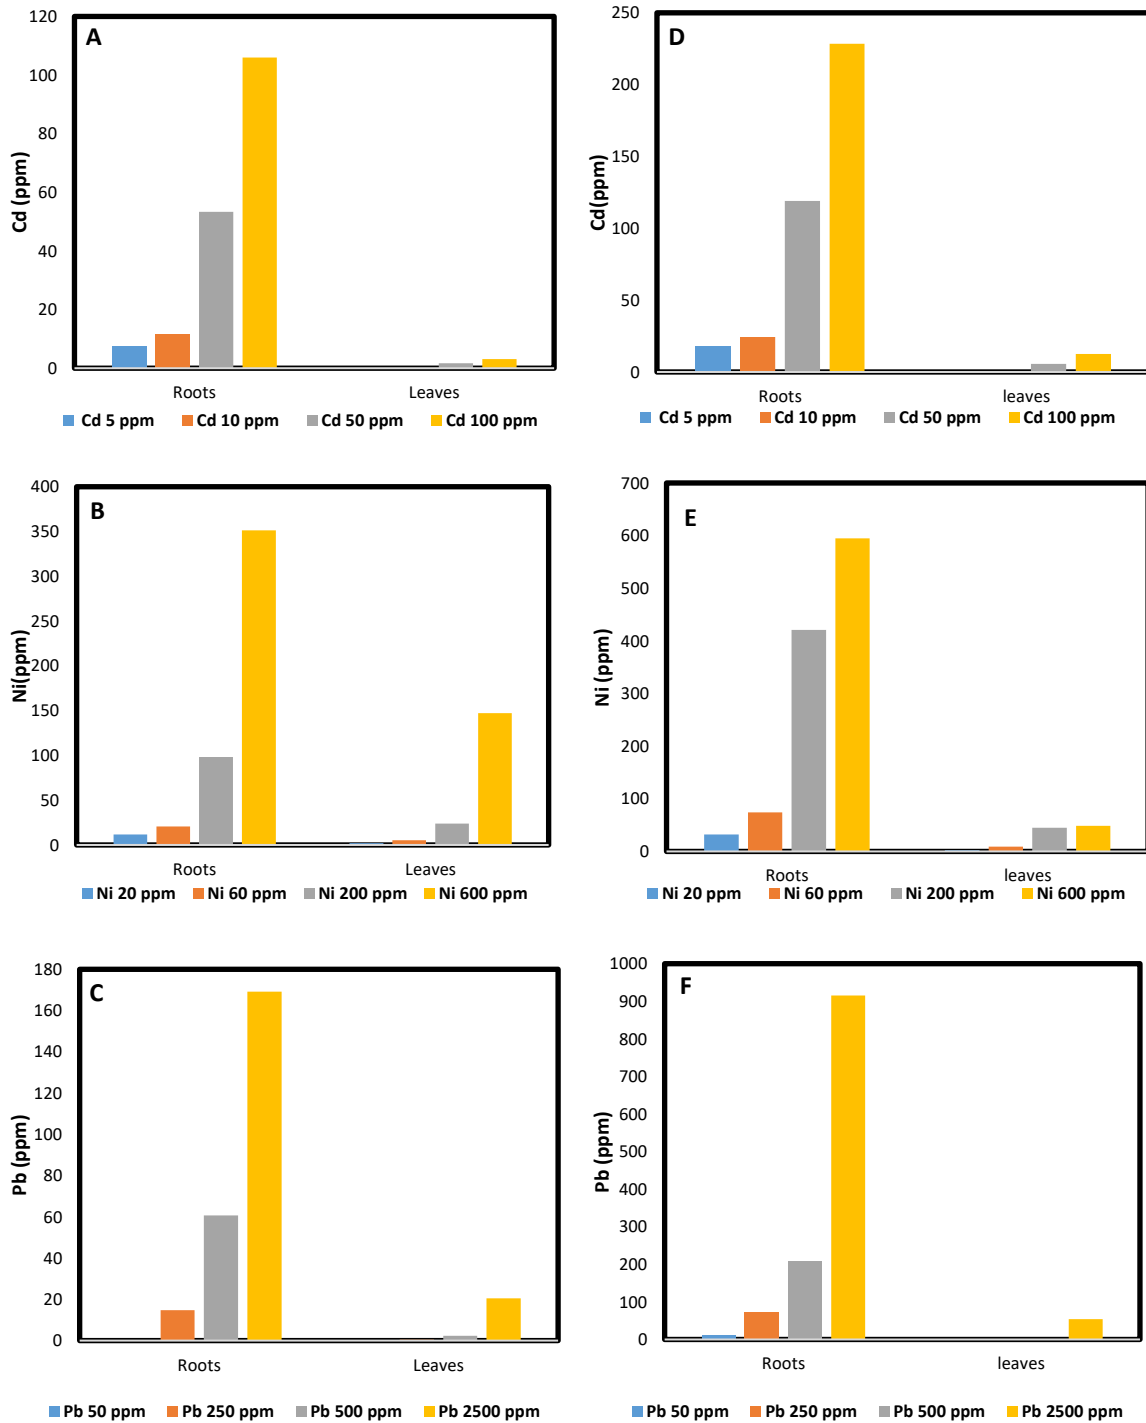 A
Cd (ppm)
120
100
80
60
40
20
0
Roots Leaves
Cd 5 ppm Cd 10 ppm Cd 50 ppm Cd 100 ppm
D
Cd(ppm)
250
200
150
100
50
0
Roots leaves
Cd 5 ppm Cd 10 ppm Cd 50 ppm Cd 100 ppm
B
Ni(ppm)
400
350
300
250
200
150
100
50
0
Roots Leaves
Ni 20 ppm Ni 60 ppm Ni 200 ppm Ni 600 ppm
E
Ni (ppm)
700
600
500
400
300
200
100
0
Roots leaves
Ni 20 ppm Ni 60 ppm Ni 200 ppm Ni 600 ppm
C
Pb (ppm)
180
160
140
120
100
80
60
40
20
0
Roots Leaves
Pb 50 ppm Pb 250 ppm Pb 500 ppm Pb 2500 ppm
F
Pb (ppm)
1000
900
800
700
600
500
400
300
200
100
0
Roots leaves
Pb 50 ppm Pb 250 ppm Pb 500 ppm Pb 2500 ppm